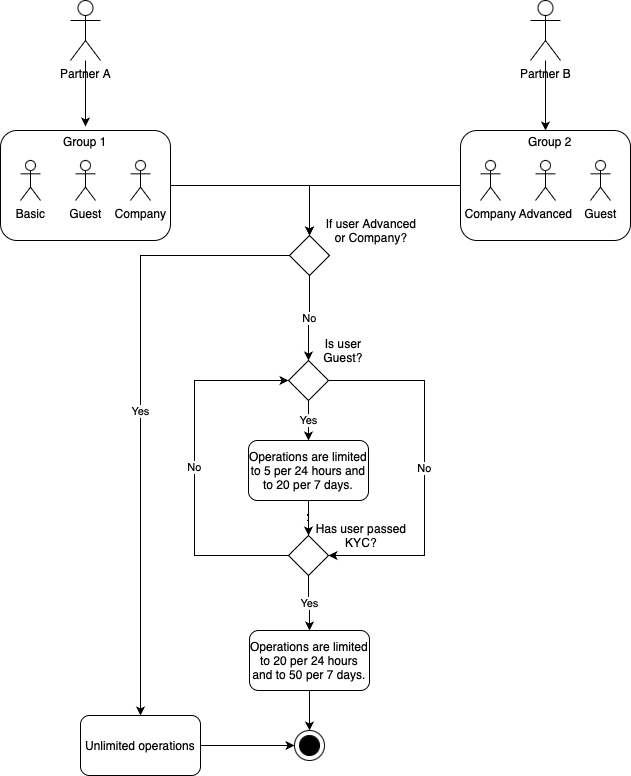 Partner A
Partner B
Group 1
Basic
Guest
Company
Group 2
Company
Advanced
Guest
If user Advanced
or Company?
No
Is user
Guest?
Yes
Yes
Operations are limited
to 5 per 24 hours and
to 20 per 7 days.
No
No
:
Has user passed
KYC?
Yes
Operations are limited
to 20 per 24 hours
and to 50 per 7 days.
Unlimited operations